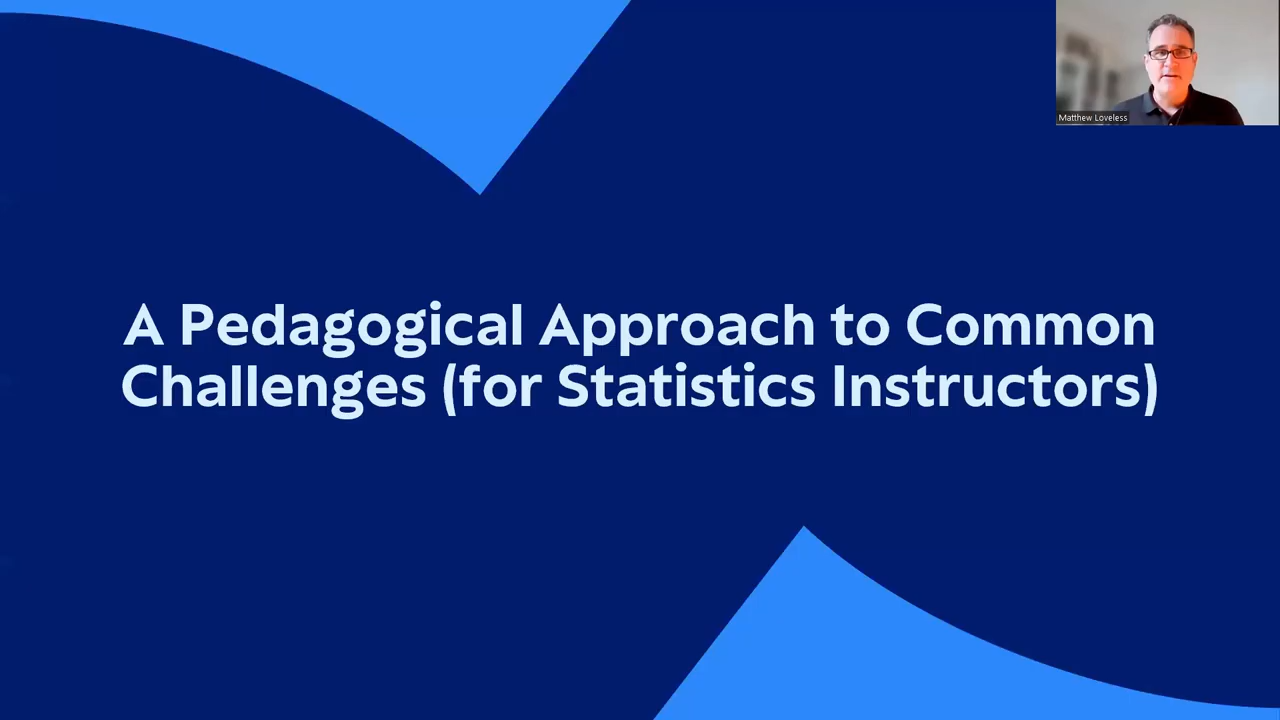 Matthew Loveless
A Pedagogical Approach to Common
Challenges (for Statistics Instructors)